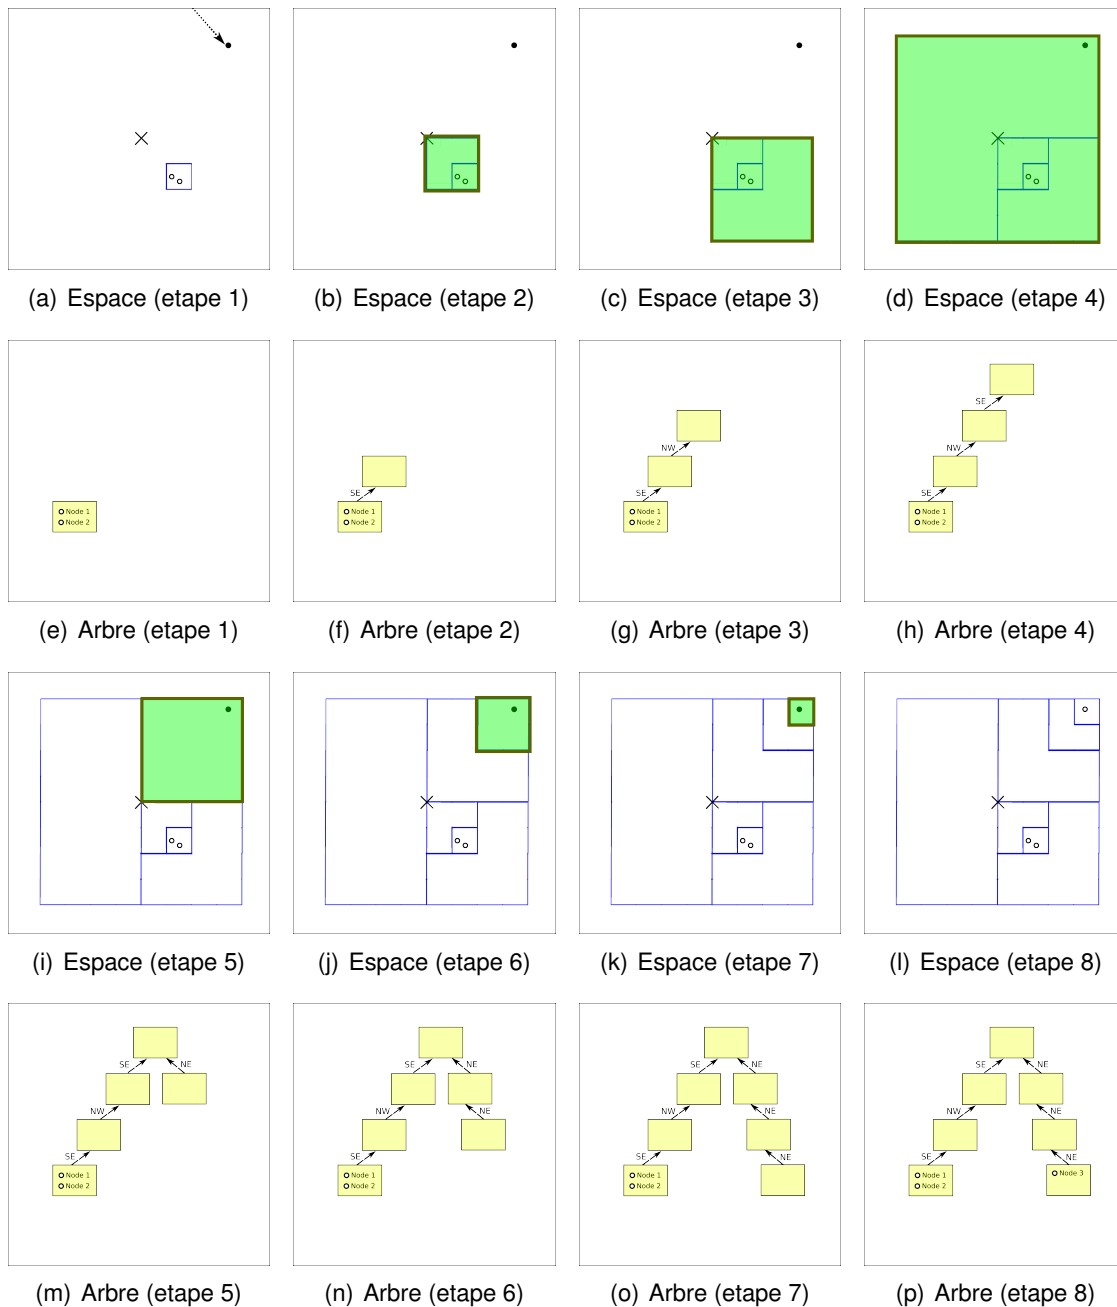 (a) Espace (etape 1)
(b) Espace (etape 2)
(c) Espace (etape 3)
(d) Espace (etape 4)
Node 1
Node 2
SE
Node 1
Node 2
NW
SE
Node 1
Node 2
SE
NW
SE
Node 1
Node 2
(e) Arbre (etape 1)
(f) Arbre (etape 2)
(g) Arbre (etape 3)
(h) Arbre (etape 4)
(i) Espace (etape 5)
(j) Espace (etape 6)
(k) Espace (etape 7)
(l) Espace (etape 8)
SE NE
NW
SE
Node 1
Node 2
SE NE
NW NE
SE
Node 1
Node 2
SE NE
NW NE
SE NE
Node 1
Node 2
SE NE
NW NE
SE NE
Node 1 Node 3
Node 2
(m) Arbre (etape 5)
(n) Arbre (etape 6)
(o) Arbre (etape 7)
(p) Arbre (etape 8)